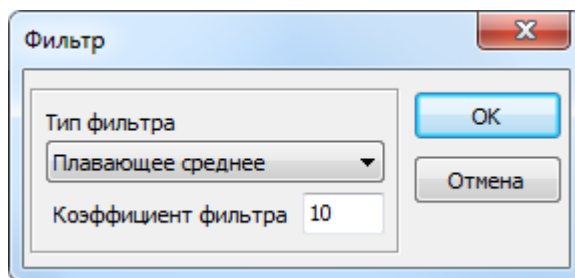 Фильтр
Тип фильтра
OK
Плавающее среднее
Отмена
Коэффициент фильтра 10